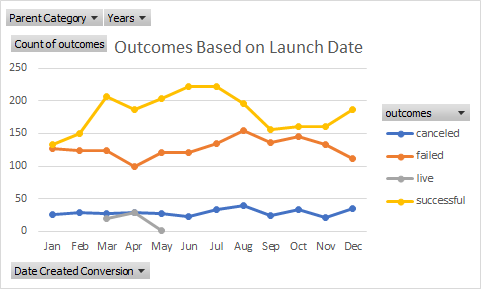 Parent Category Years
Count of outcomes
Outcomes Based on Launch Date
250
200
150
100
50
0
Jan Feb Mar Apr May Jun Jul Aug Sep Oct Nov Dec
outcomes
canceled
failed
live
successful
Date Created Conversion